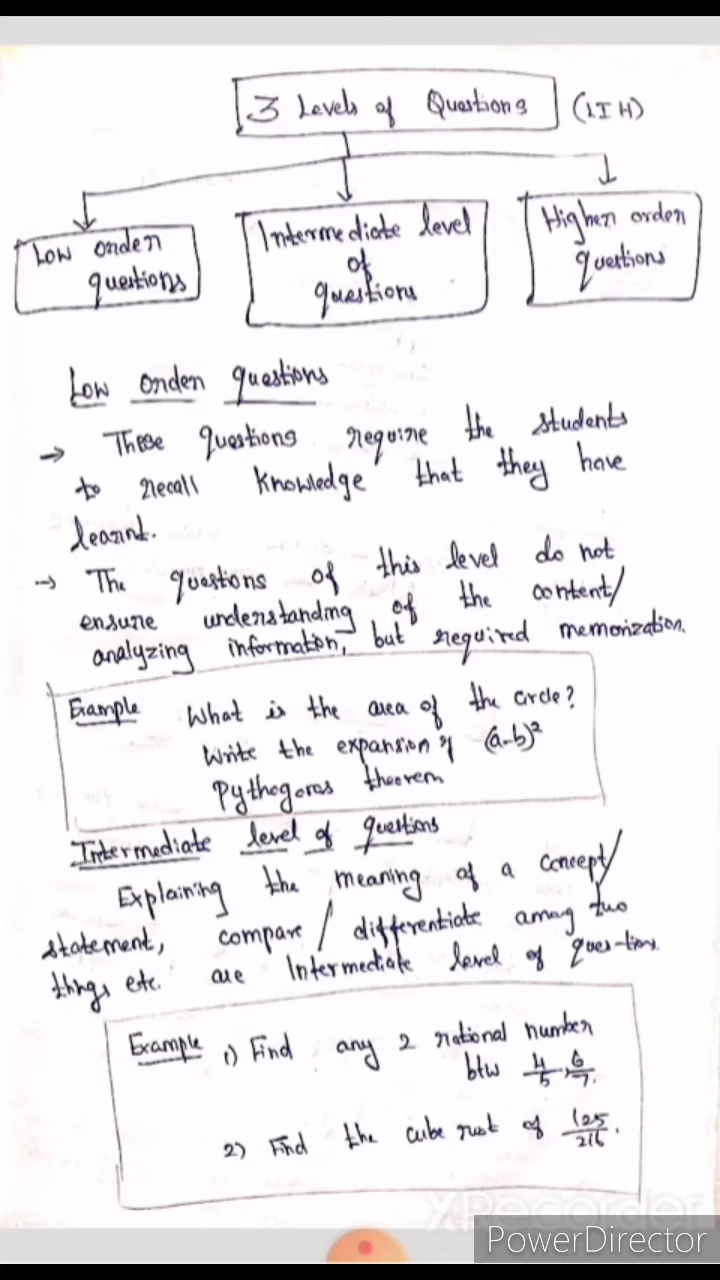 3 Levels of Questions (LIH)
Low order questions
Intermediate level of questions
Higher order questions
Low order questions
→ These questions require the students
to recall knowledge that they have
learnt.
→ The questions of this level do not
ensure understanding of the content/
analyzing information, but required memorization.
Example What is the area of the circle?
Write the expansion of (a-b)²
Pythogoras theorem
Intermediate level of questions
Explaining the meaning of a concept/
statement, compare / differentiate among two
things etc. are Intermediate level of ques-tions.
Example 1) Find any 2 rational number
btw 4/5, 6/7.
2) Find the cube root of 125/216.
XRecorder
PowerDirector